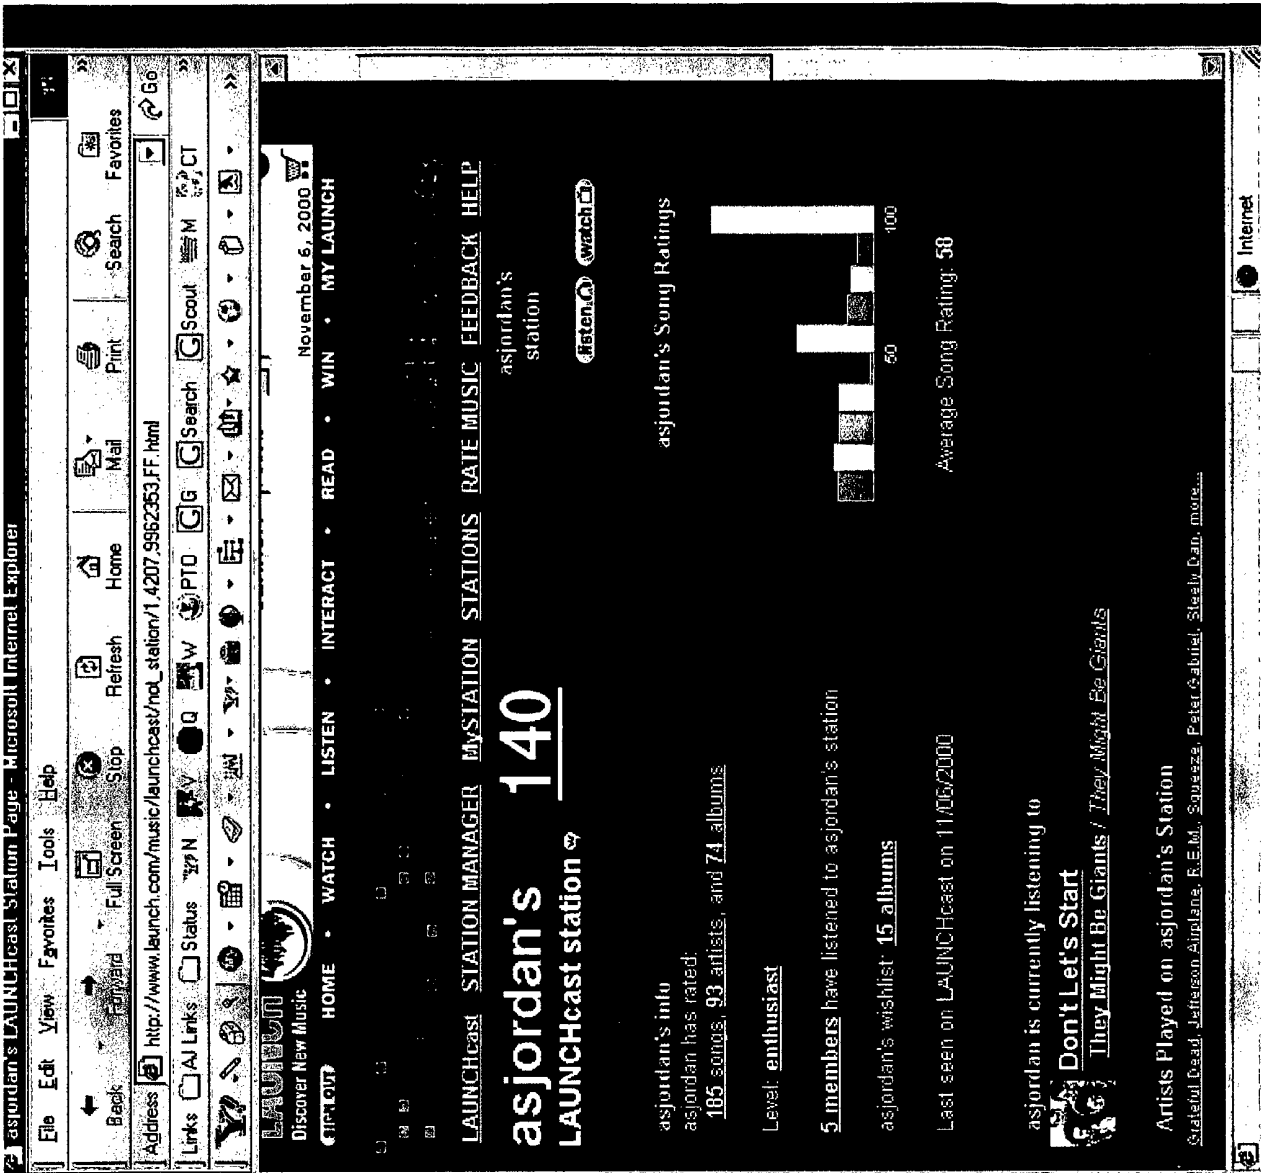 asjordan's LAUNCHcast Station Page - Microsoft Internet Explorer
File Edit View Favorites Tools Help
Back Forward Full Screen Stop Refresh Home Mail Print Search Favorites
Address http://www.launch.com/music/launchcast/not_station/1,4207,9962353,FF.html Go
Links AJ Links Status N V Q W PTO G Search Scout M CT
Y!
LAUNCH
Discover New Music
November 6, 2000
HOME • WATCH • LISTEN • INTERACT • READ • WIN • MY LAUNCH
LAUNCHcast STATION MANAGER MySTATION STATIONS RATE MUSIC FEEDBACK HELP
asjordan's 140
LAUNCHcast station
asjordan's
station
listen watch
asjordan's info
asjordan has rated:
185 songs, 93 artists, and 74 albums
Level: enthusiast
5 members have listened to asjordan's station
asjordan's wishlist 15 albums
Last seen on LAUNCHcast on 11/06/2000
asjordan's Song Ratings
50 100
Average Song Rating: 58
asjordan is currently listening to
Don't Let's Start
They Might Be Giants / They Might Be Giants
Artists Played on asjordan's Station
Grateful Dead, Jefferson Airplane, R.E.M., Squeeze, Peter Gabriel, Steely Dan, more...
Internet